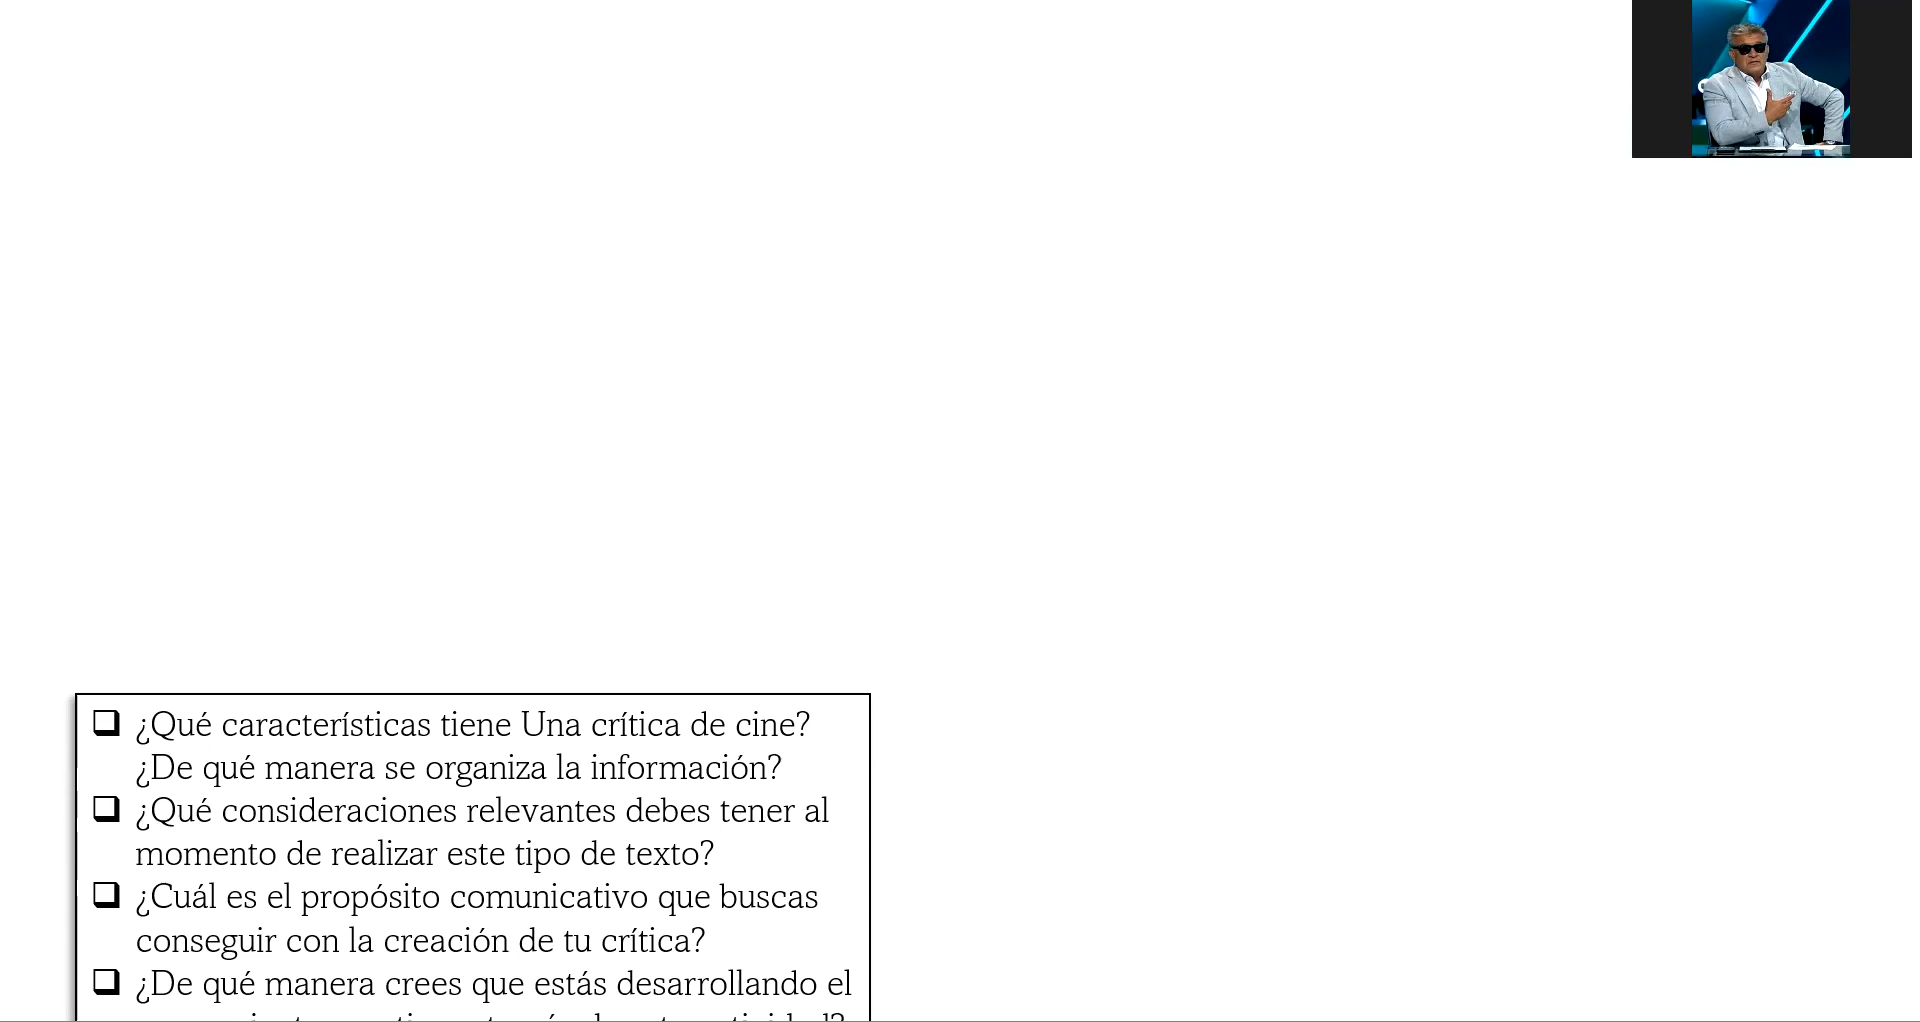 ¿Qué características tiene Una crítica de cine?
¿De qué manera se organiza la información?
¿Qué consideraciones relevantes debes tener al
momento de realizar este tipo de texto?
¿Cuál es el propósito comunicativo que buscas
conseguir con la creación de tu crítica?
¿De qué manera crees que estás desarrollando el